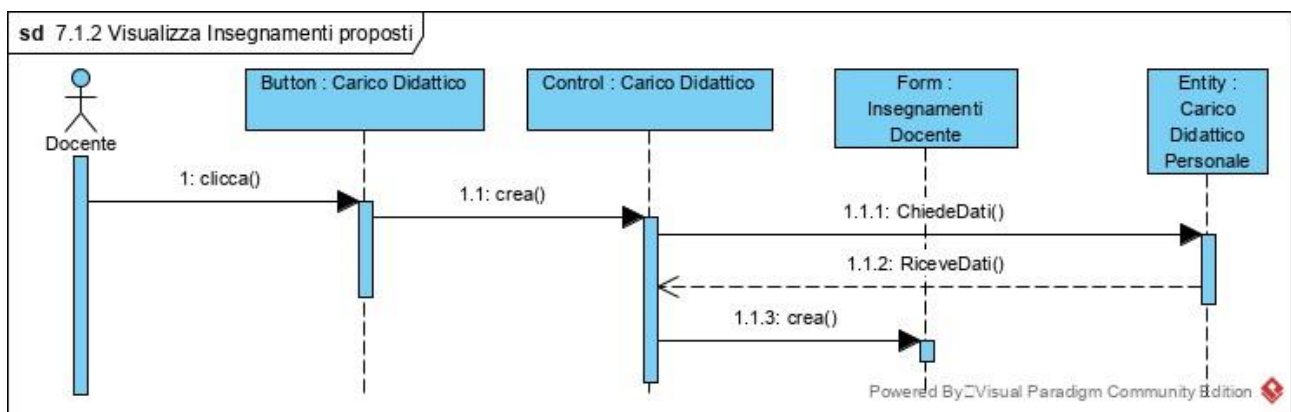 sd 7.1.2 Visualizza Insegnamenti proposti
Docente
Button : Carico Didattico
Control : Carico Didattico
Form :
Insegnamenti
Docente
Entity :
Carico
Didattico
Personale
1: clicca()
1.1: crea()
1.1.1: ChiedeDati()
1.1.2: RiceveDati()
1.1.3: crea()
Powered By Visual Paradigm Community Edition